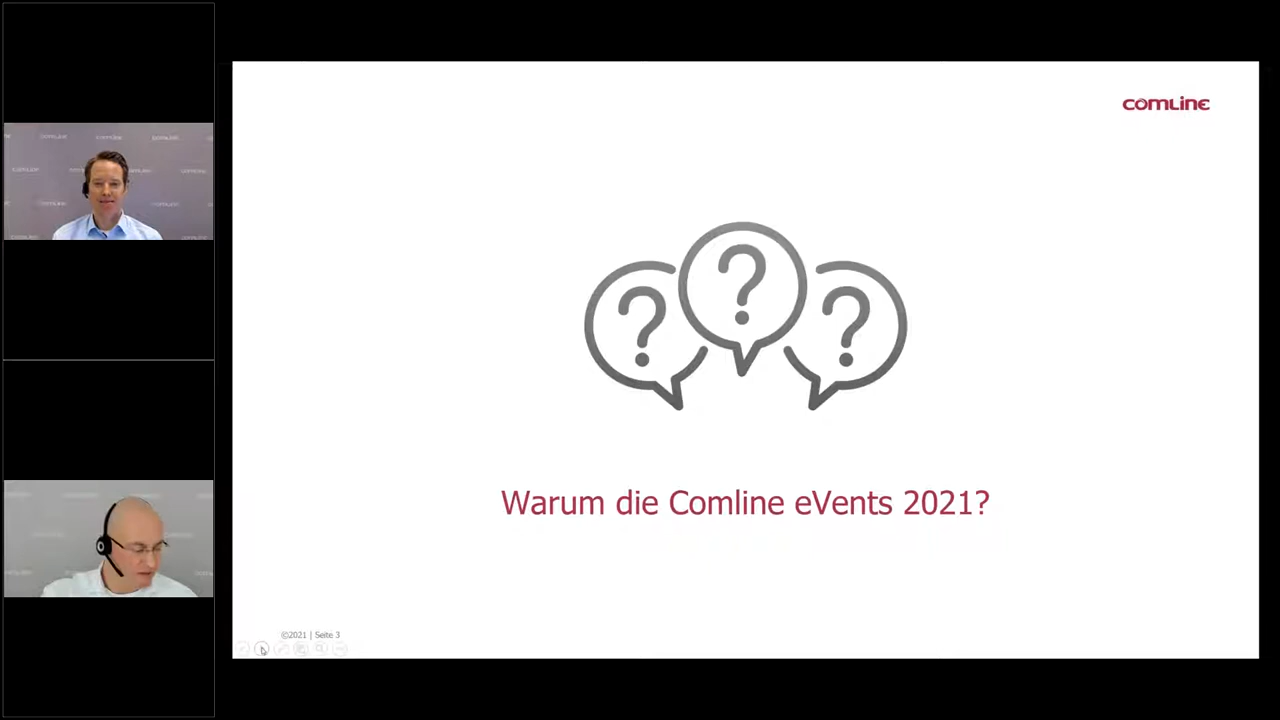 comLine
? ? ?
Warum die Comline eVents 2021?
©2021 | Seite 3